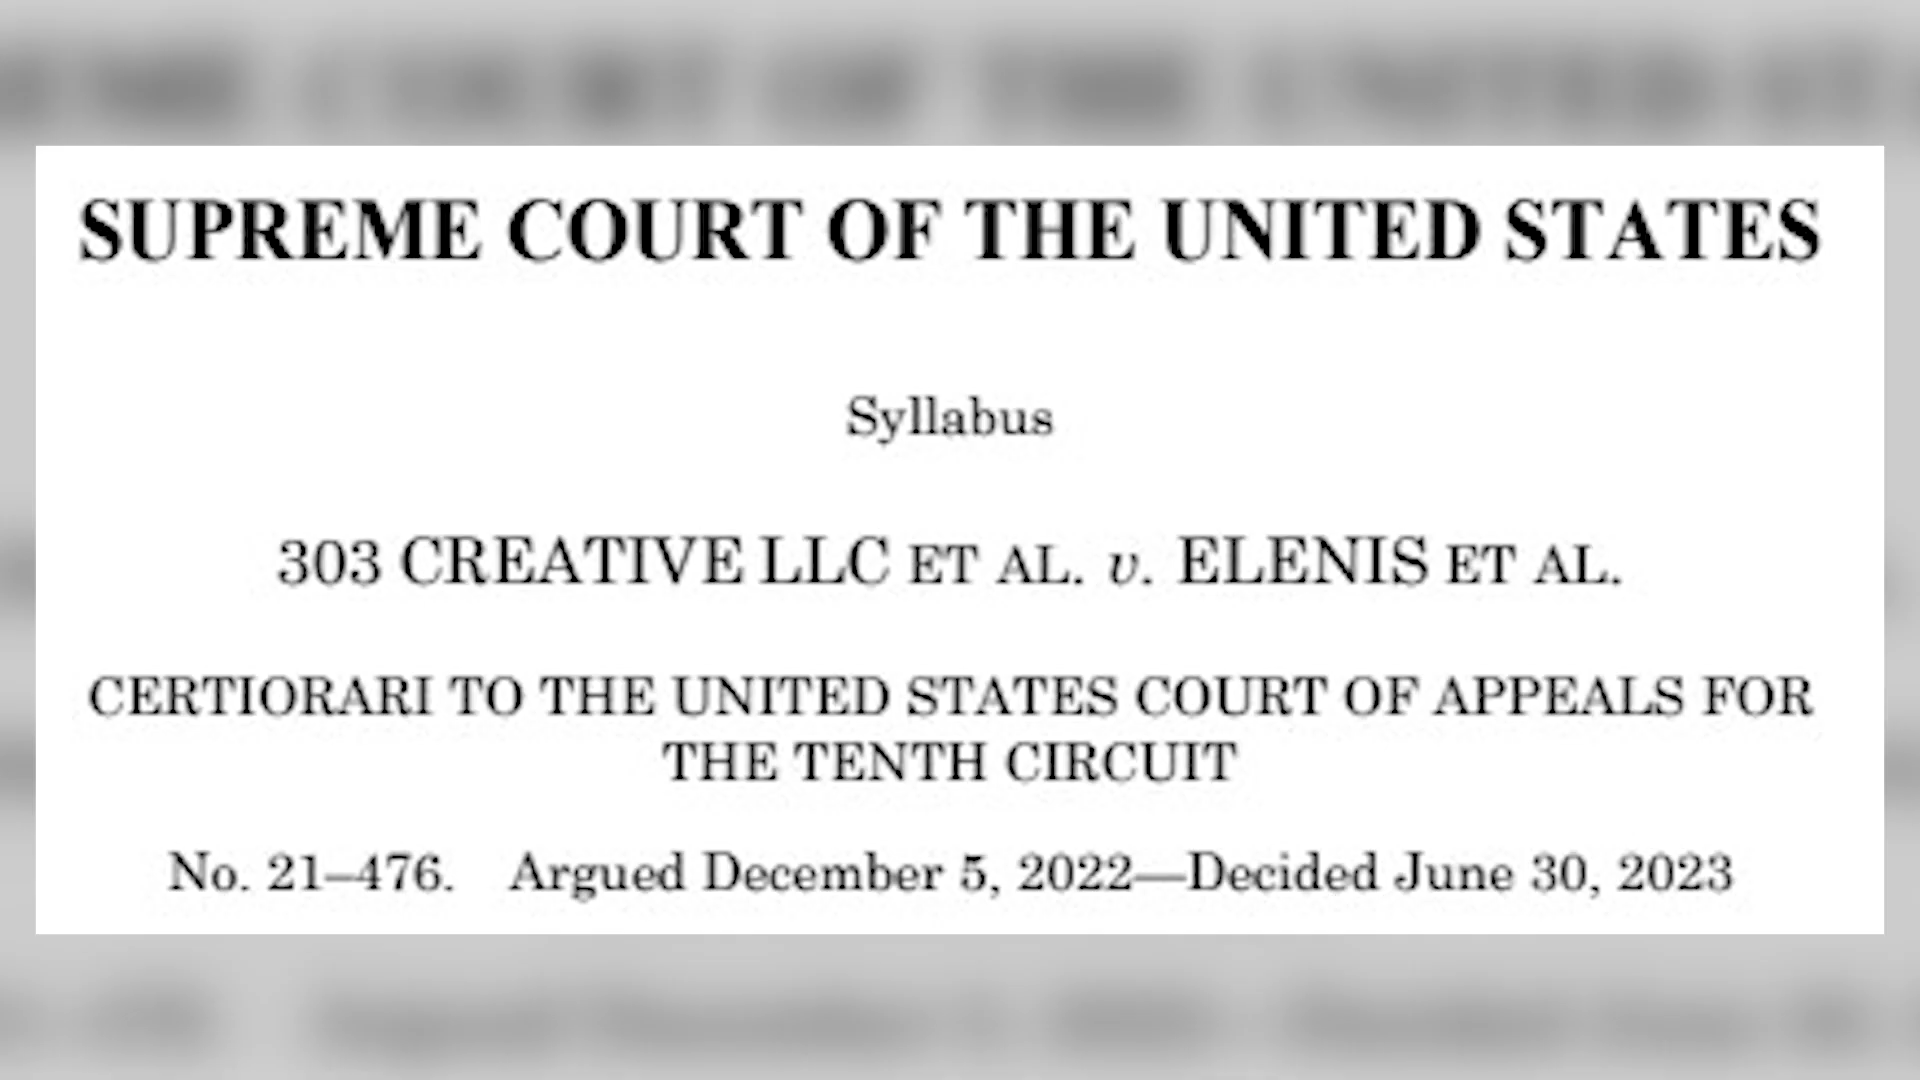 SUPREME COURT OF THE UNITED STATES
Syllabus
303 CREATIVE LLC ET AL. v. ELENIS ET AL.
CERTIORARI TO THE UNITED STATES COURT OF APPEALS FOR
THE TENTH CIRCUIT
No. 21–476. Argued December 5, 2022—Decided June 30, 2023